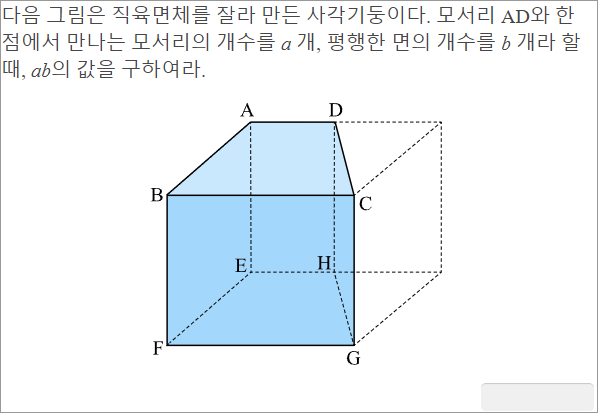 다음 그림은 직육면체를 잘라 만든 사각기둥이다. 모서리 AD와 한
점에서 만나는 모서리의 개수를 a 개, 평행한 면의 개수를 b 개라 할
때, ab의 값을 구하여라.
A
D
B
C
E
H
F
G